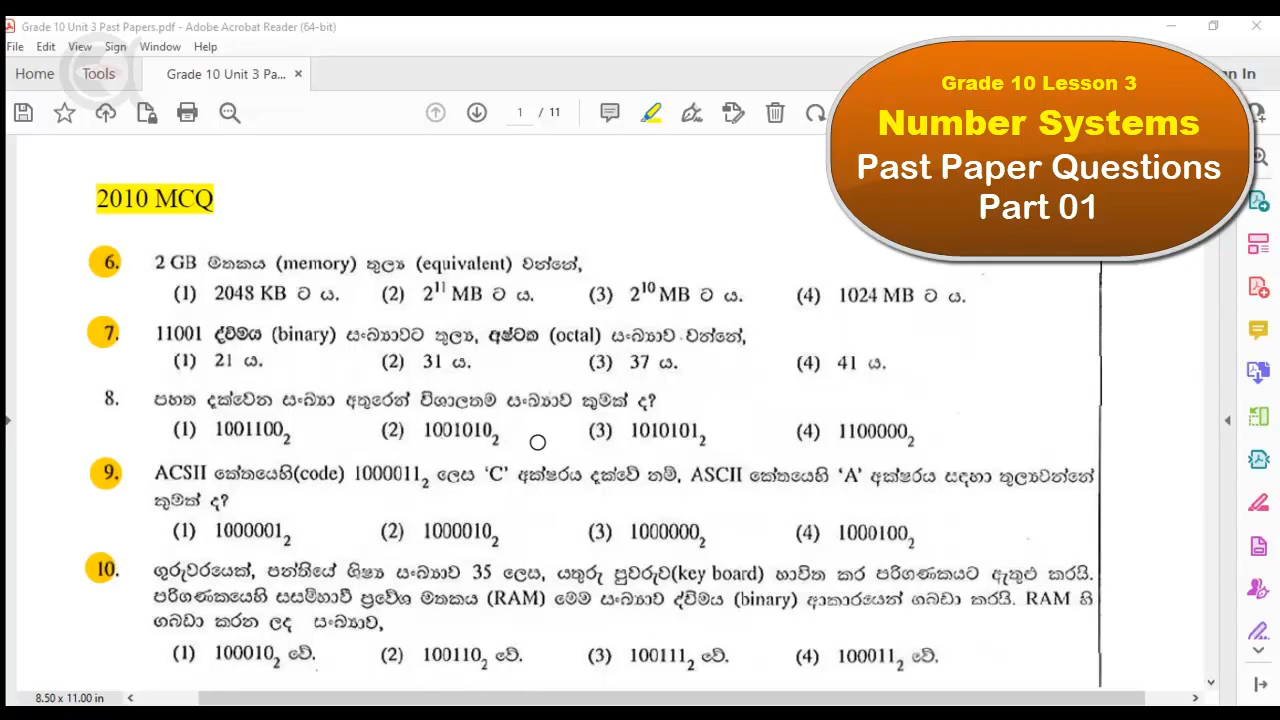 Grade 10 Unit 3 Past Papers.pdf - Adobe Acrobat Reader (64-bit)
File Edit View Sign Window Help
Home Tools Grade 10 Unit 3 Pa... × n In
1 / 11
Grade 10 Lesson 3
Number Systems
Past Paper Questions
Part 01
2010 MCQ
6. 2 GB මතකය (memory) තුල්‍ය (equivalent) වන්නේ,
(1) 2048 KB ට ය. (2) 2¹¹ MB ට ය. (3) 2¹⁰ MB ට ය. (4) 1024 MB ට ය.
7. 11001 ද්විමය (binary) සංඛ්‍යාවට තුල්‍ය, අෂ්ටක (octal) සංඛ්‍යාව වන්නේ,
(1) 21 ය. (2) 31 ය. (3) 37 ය. (4) 41 ය.
8. පහත දක්වෙන සංඛ්‍යා අතුරෙන් විශාලතම සංඛ්‍යාව කුමක් ද?
(1) 1001100₂ (2) 1001010₂ (3) 1010101₂ (4) 1100000₂
9. ACSII කේතයෙහි(code) 1000011₂ ලෙස ‘C’ අක්ෂරය දක්වේ නම්, ASCII කේතයෙහි ‘A’ අක්ෂරය සඳහා තුල්‍යවන්නේ
කුමක් ද?
(1) 1000001₂ (2) 1000010₂ (3) 1000000₂ (4) 1000100₂
10. ගුරුවරයෙක්, පන්තියේ ශිෂ්‍ය සංඛ්‍යාව 35 ලෙස, යතුරු පුවරුව(key board) භාවිත කර පරිගණකයට ඇතුළු කරයි.
පරිගණකයෙහි සසම්භාවී ප්‍රවේශ මතකය (RAM) මෙම සංඛ්‍යාව ද්විමය (binary) ආකාරයෙන් ගබඩා කරයි. RAM හි
ගබඩා කරන ලද සංඛ්‍යාව,
(1) 100010₂ වේ. (2) 100110₂ වේ. (3) 100111₂ වේ. (4) 100011₂ වේ.
8.50 x 11.00 in